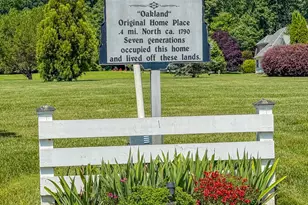 "Oakland"
Original Home Place
.4 mi. North ca. 1790
Seven generations
occupied this home
and lived off these lands.